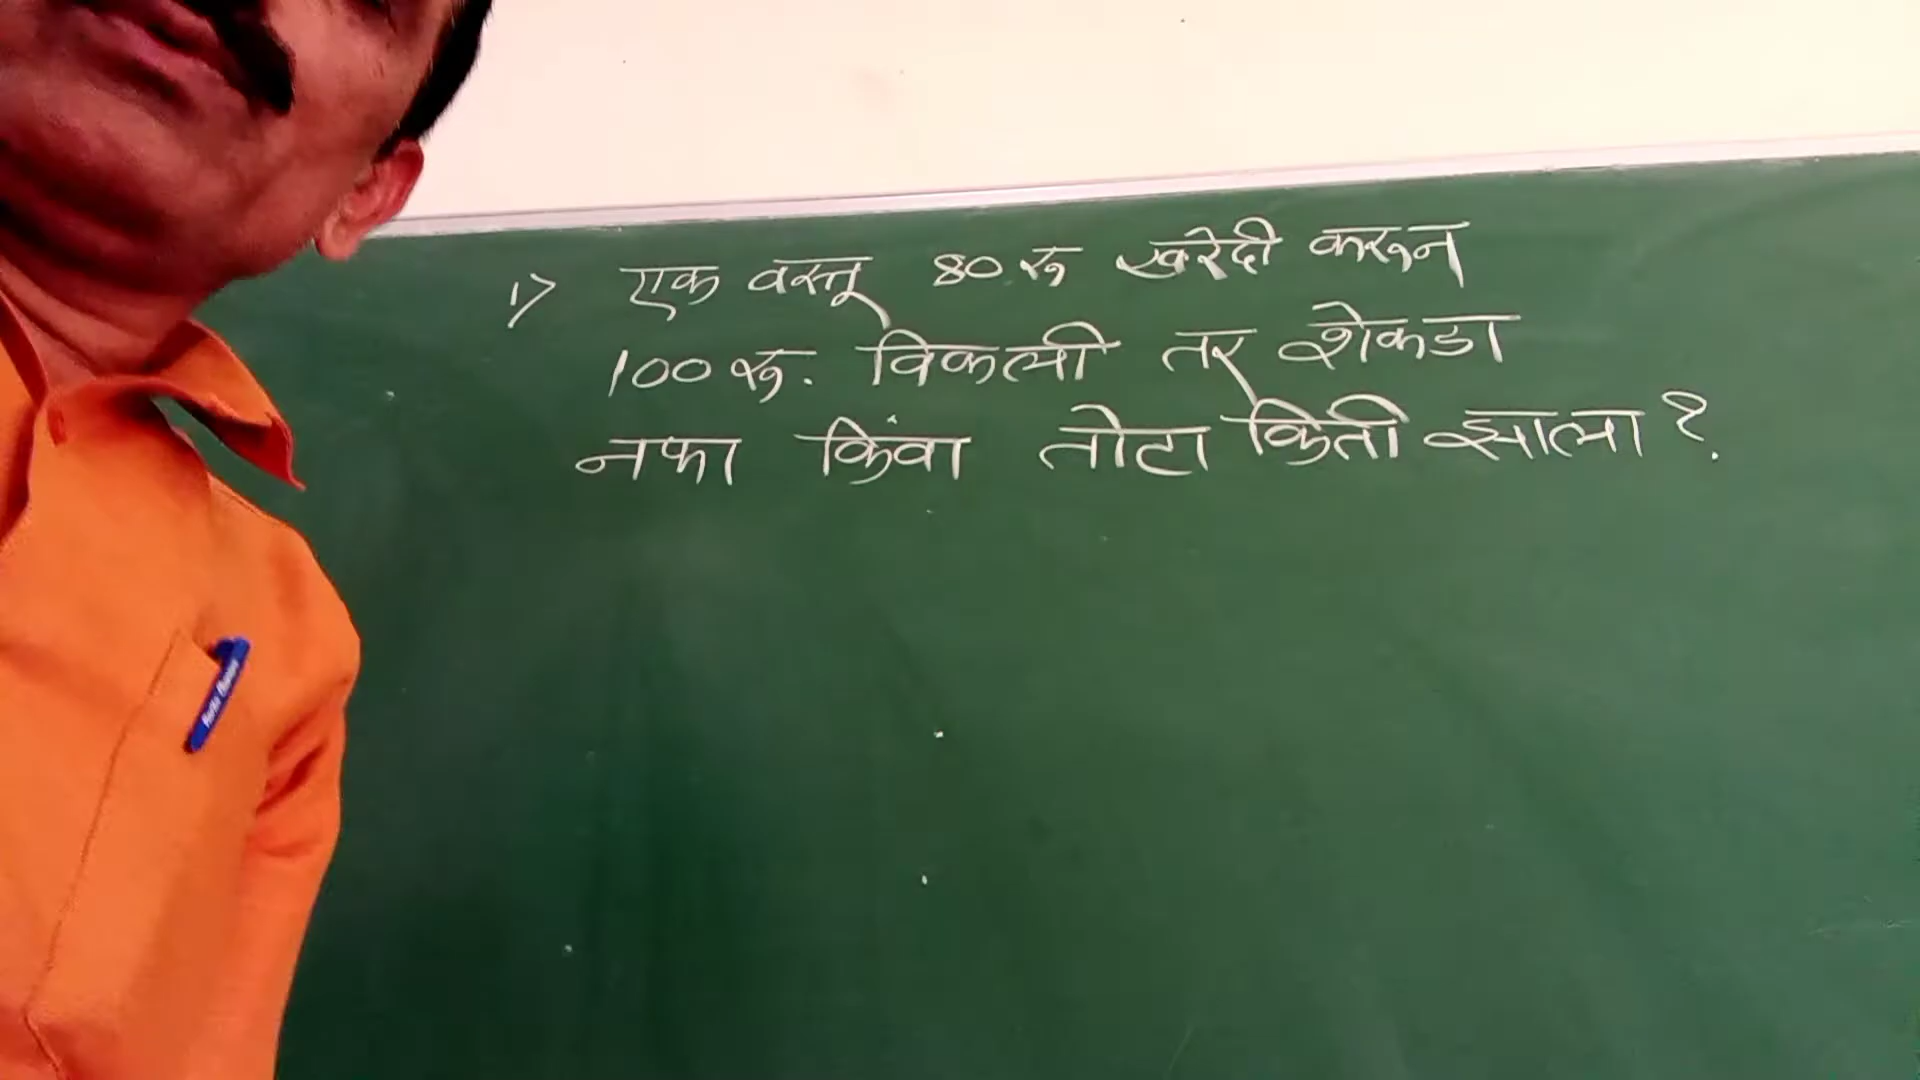 1> एक वस्तू 80 रु खरेदी करून
100 रु. विकली तर शेकडा
नफा किंवा तोटा किती झाला ?.